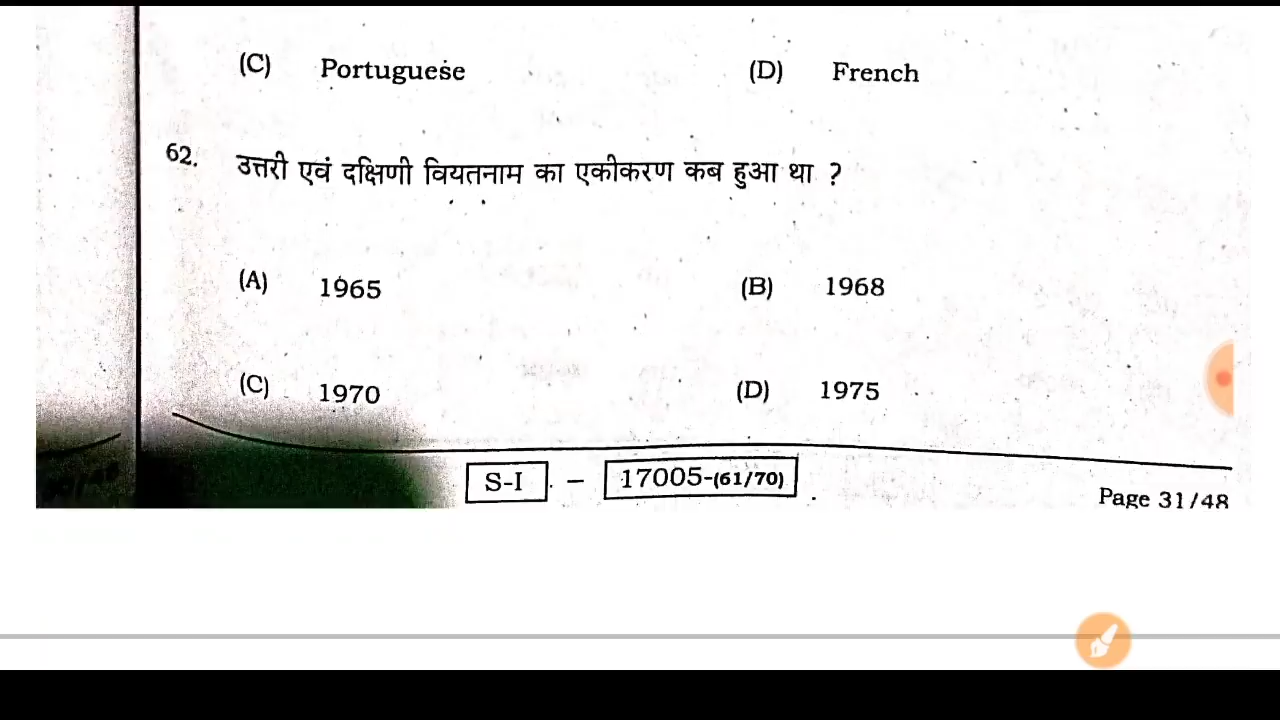 (C) Portuguese (D) French
62. उत्तरी एवं दक्षिणी वियतनाम का एकीकरण कब हुआ था ?
(A) 1965 (B) 1968
(C) 1970 (D) 1975
S-I - 17005-(61/70)
Page 31/48